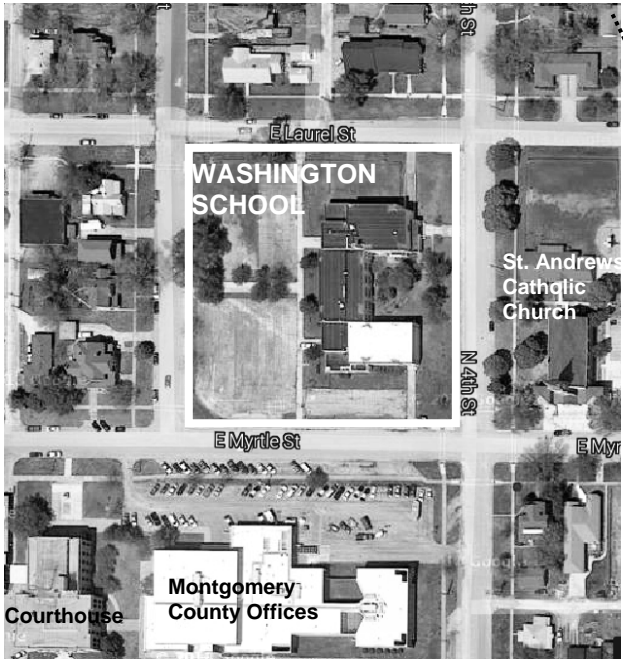 E Laurel St
WASHINGTON
SCHOOL
St. Andrews
Catholic
Church
N 4th St
E Myrtle St
E Myr
Montgomery
County Offices
Courthouse